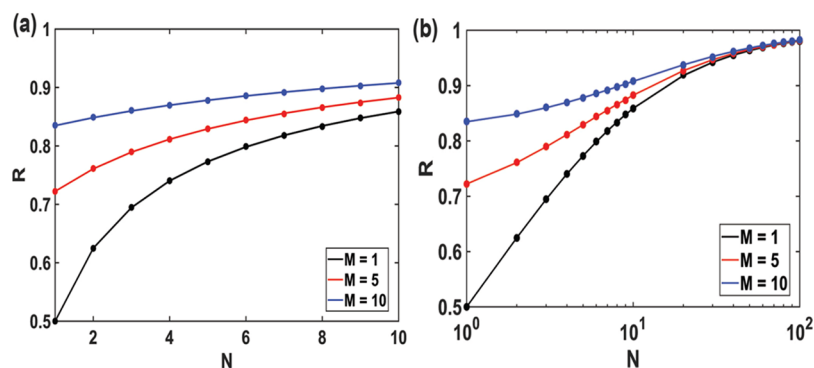 (a)
1
0.9
0.8
0.7
0.6
0.5
R
2 4 6 8 10
N
M = 1
M = 5
M = 10
(b)
1
0.9
0.8
0.7
0.6
0.5
R
10^0 10^1 10^2
N
M = 1
M = 5
M = 10